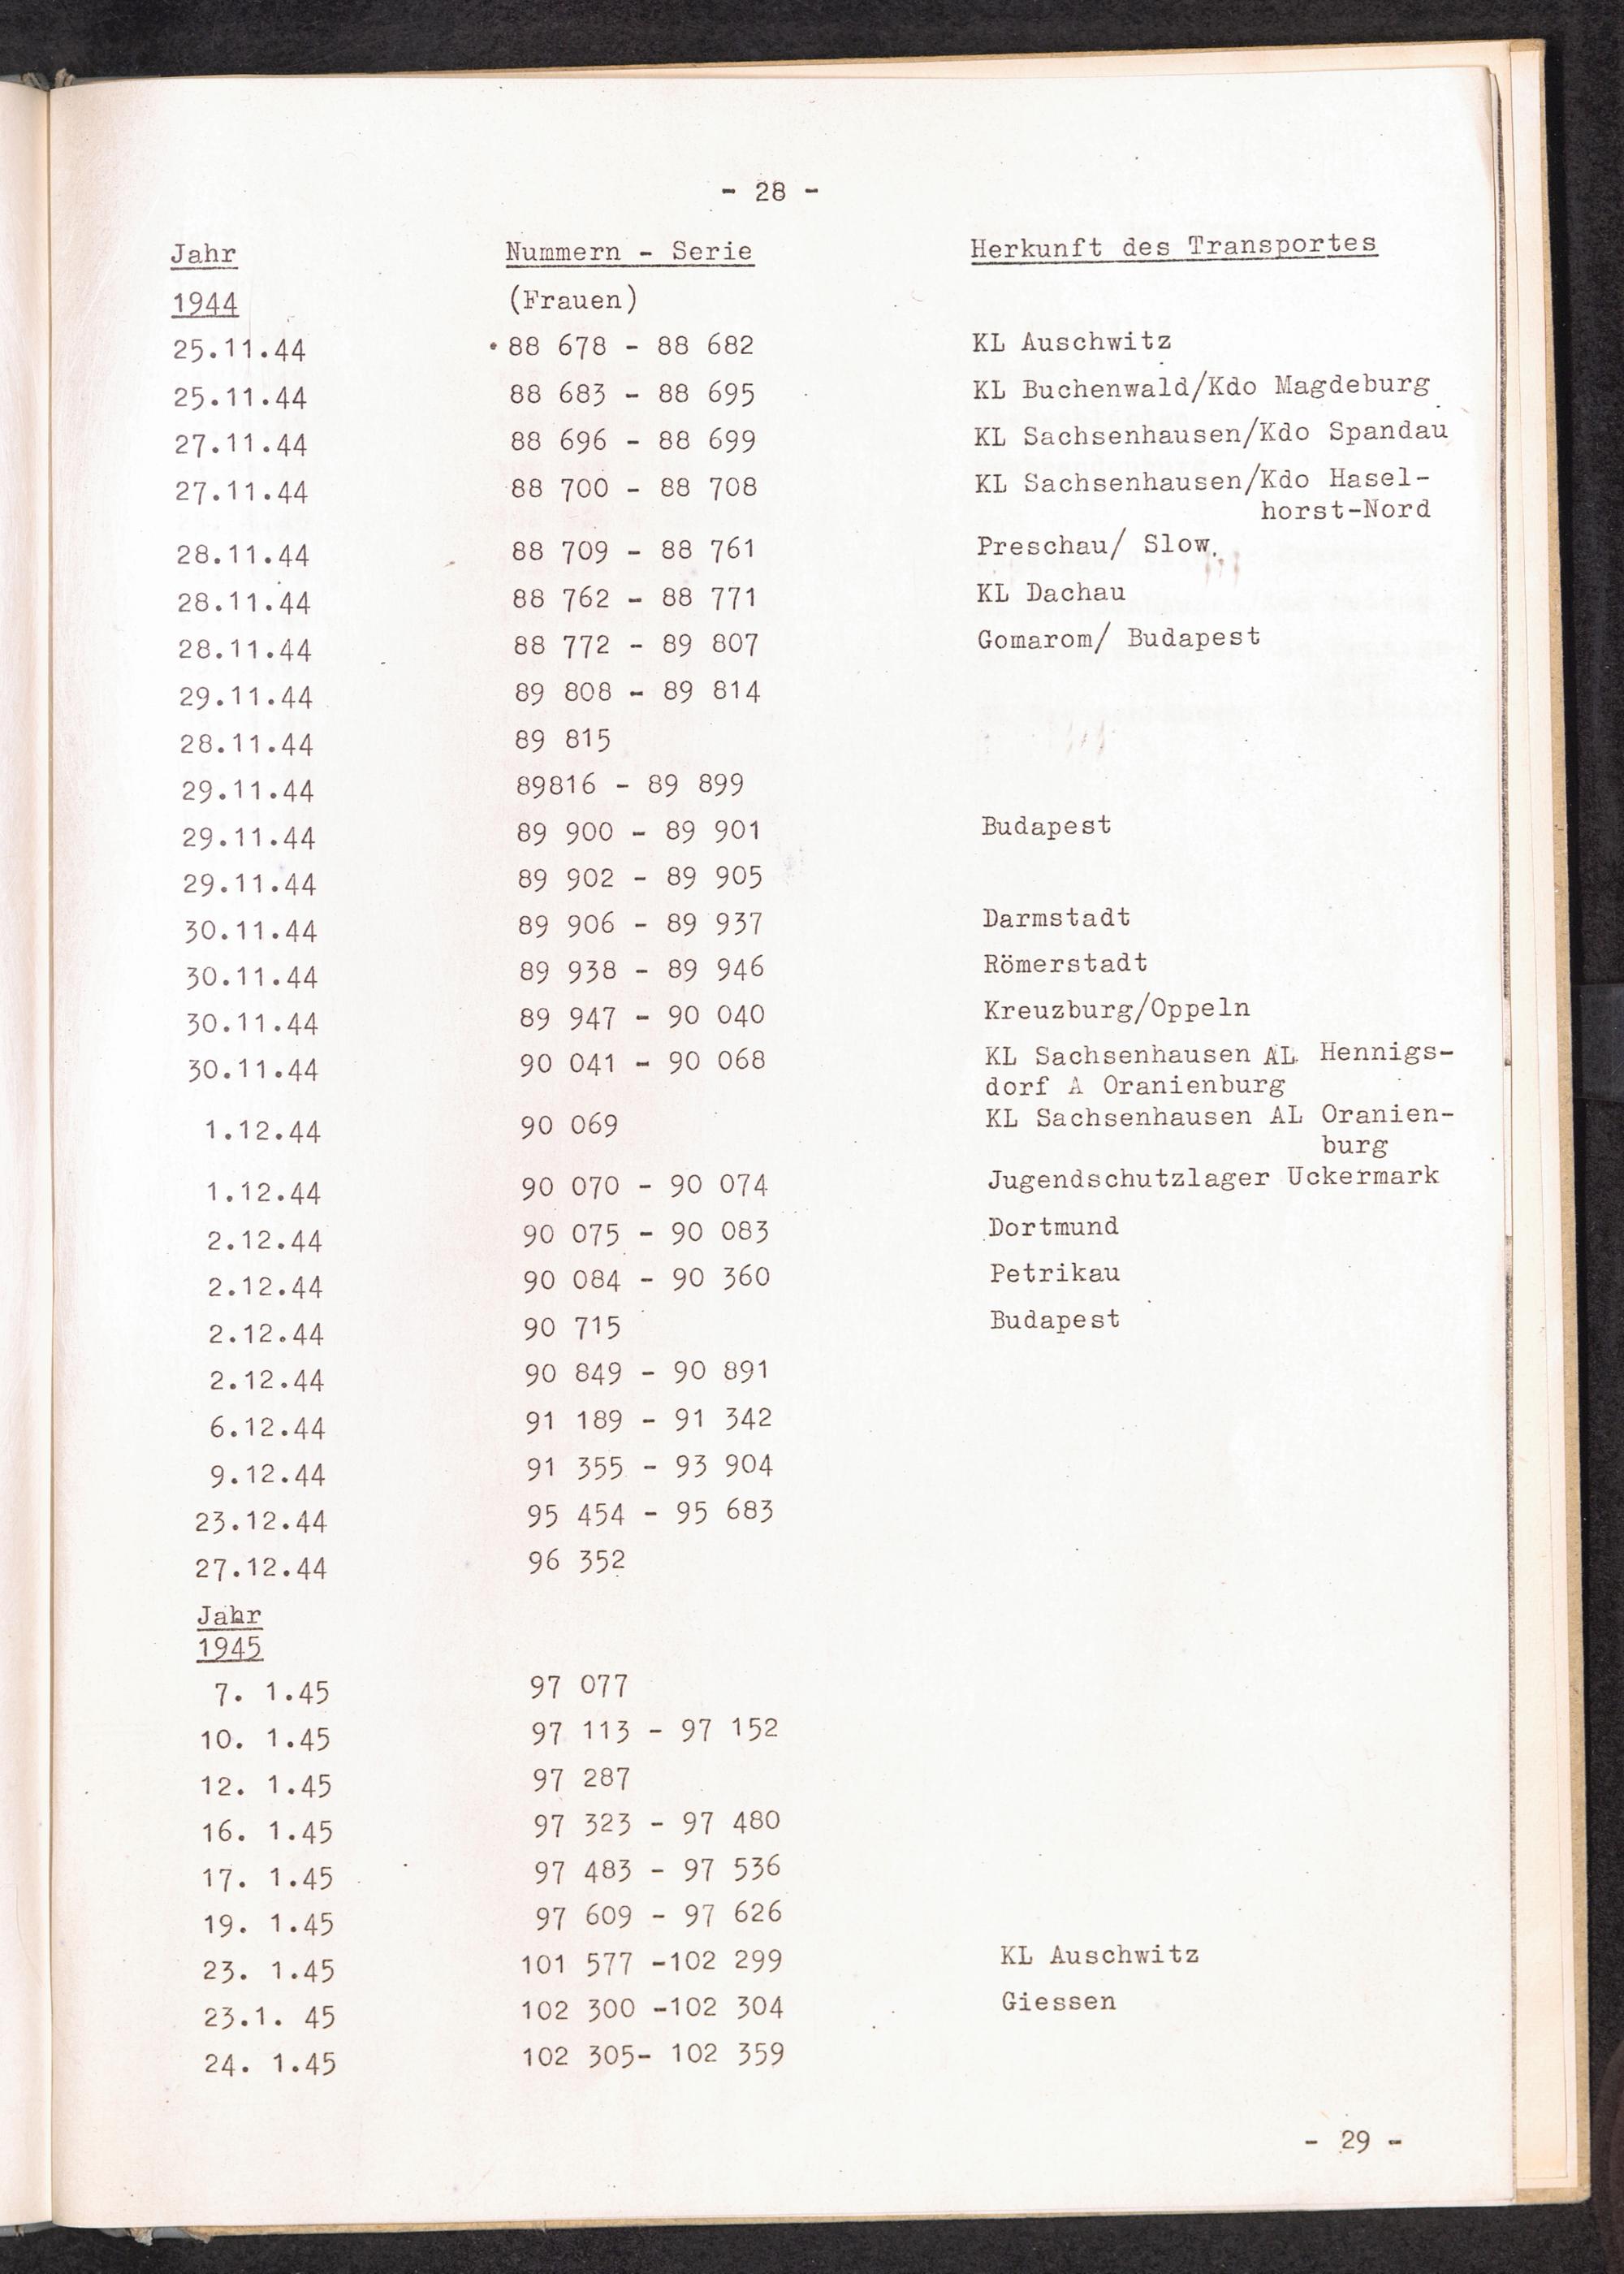 - 28 -
Jahr Nummern - Serie Herkunft des Transportes
1944 (Frauen)
25.11.44 88 678 - 88 682 KL Auschwitz
25.11.44 88 683 - 88 695 KL Buchenwald/Kdo Magdeburg
27.11.44 88 696 - 88 699 KL Sachsenhausen/Kdo Spandau
27.11.44 88 700 - 88 708 KL Sachsenhausen/Kdo Hasel-
horst-Nord
28.11.44 88 709 - 88 761 Preschau/ Slow.
28.11.44 88 762 - 88 771 KL Dachau
28.11.44 88 772 - 89 807 Gomarom/ Budapest
29.11.44 89 808 - 89 814
28.11.44 89 815
29.11.44 89816 - 89 899
29.11.44 89 900 - 89 901 Budapest
29.11.44 89 902 - 89 905
30.11.44 89 906 - 89 937 Darmstadt
30.11.44 89 938 - 89 946 Römerstadt
30.11.44 89 947 - 90 040 Kreuzburg/Oppeln
30.11.44 90 041 - 90 068 KL Sachsenhausen AL Hennigs-
dorf A Oranienburg
1.12.44 90 069 KL Sachsenhausen AL Oranien-
burg
1.12.44 90 070 - 90 074 Jugendschutzlager Uckermark
2.12.44 90 075 - 90 083 Dortmund
2.12.44 90 084 - 90 360 Petrikau
2.12.44 90 715 Budapest
2.12.44 90 849 - 90 891
6.12.44 91 189 - 91 342
9.12.44 91 355 - 93 904
23.12.44 95 454 - 95 683
27.12.44 96 352
Jahr
1945
7. 1.45 97 077
10. 1.45 97 113 - 97 152
12. 1.45 97 287
16. 1.45 97 323 - 97 480
17. 1.45 97 483 - 97 536
19. 1.45 97 609 - 97 626
23. 1.45 101 577 -102 299 KL Auschwitz
23.1. 45 102 300 -102 304 Giessen
24. 1.45 102 305- 102 359
- 29 -